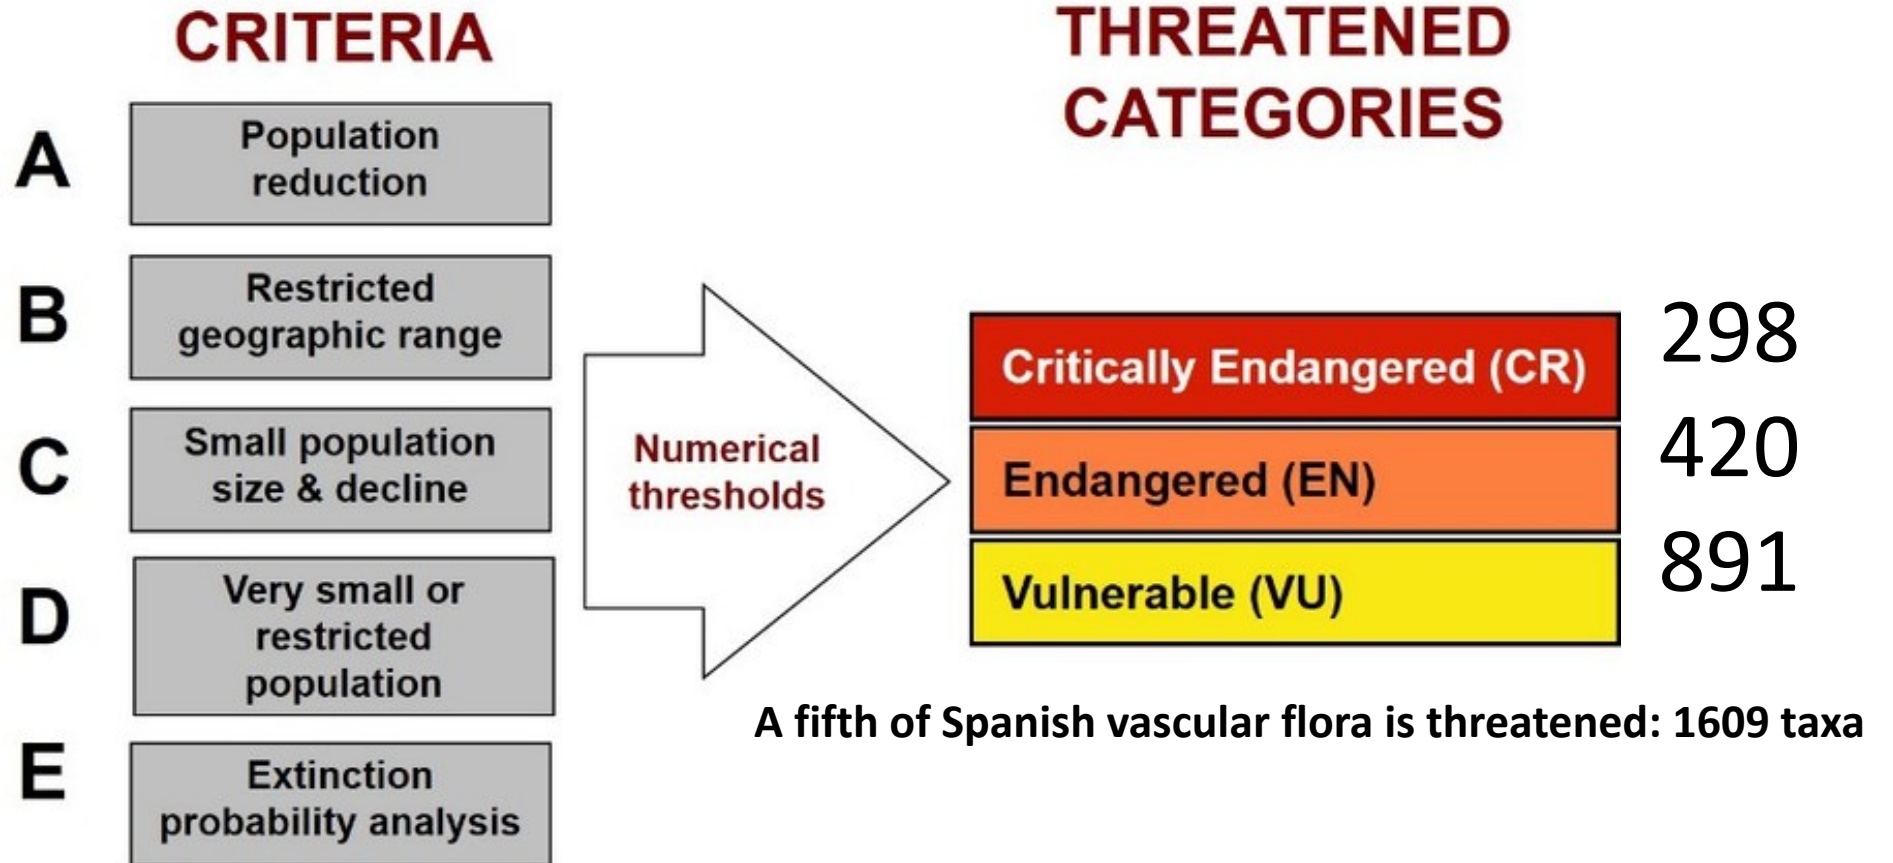 CRITERIA
A
Population
reduction
B
Restricted
geographic range
C
Small population
size & decline
D
Very small or
restricted
population
E
Extinction
probability analysis
Numerical
thresholds
THREATENED
CATEGORIES
Critically Endangered (CR)
298
Endangered (EN)
420
Vulnerable (VU)
891
A fifth of Spanish vascular flora is threatened: 1609 taxa